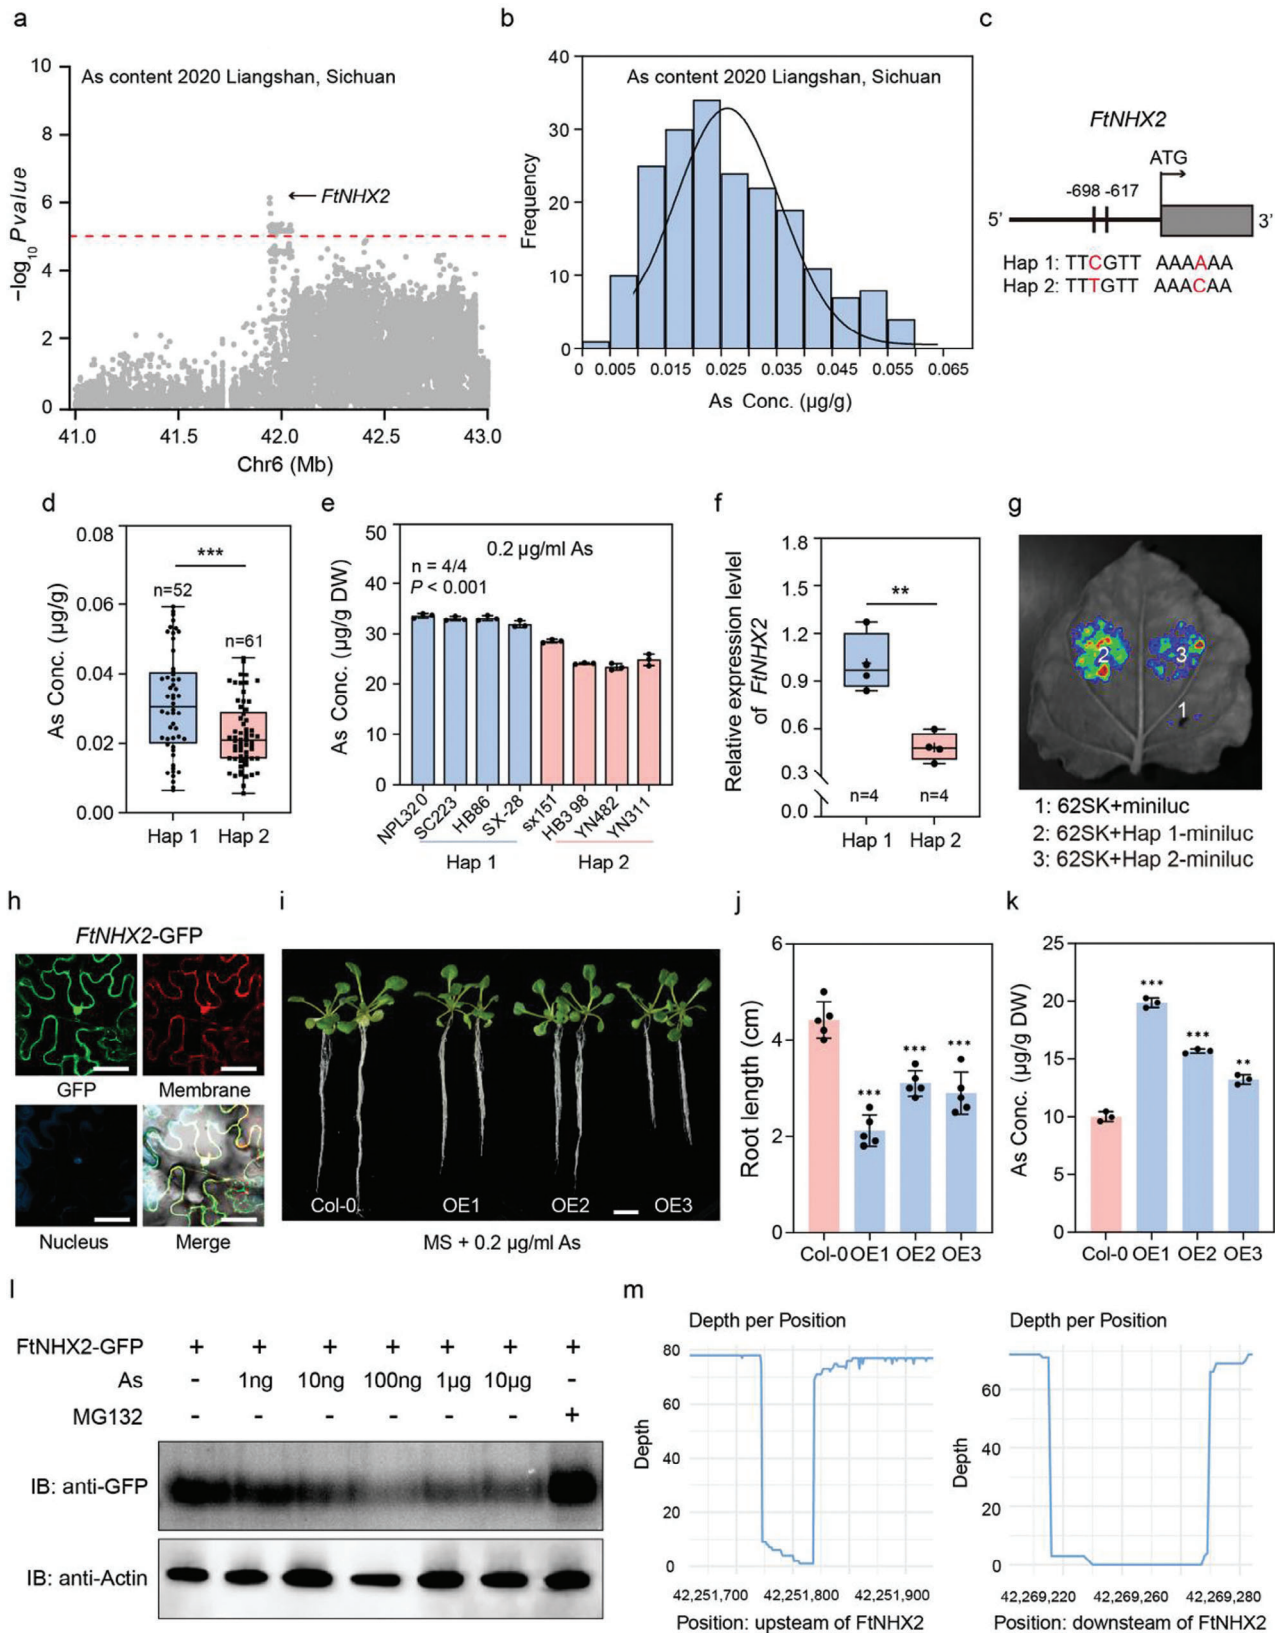 a
As content 2020 Liangshan, Sichuan
−log10 Pvalue
10
8
6
4
2
0
FtNHX2
41.0 41.5 42.0 42.5 43.0
Chr6 (Mb)
b
As content 2020 Liangshan, Sichuan
Frequency
40
30
20
10
0
0 0.005 0.015 0.025 0.035 0.045 0.055 0.065
As Conc. (µg/g)
c
FtNHX2
ATG
-698 -617
5' 3'
Hap 1: TTCGTT AAAAAA
Hap 2: TTTGTT AAACAA
d
As Conc. (µg/g)
0.08
0.06
0.04
0.02
0.00
***
n=52
n=61
Hap 1 Hap 2
e
As Conc. (µg/g DW)
50
40
30
20
0
0.2 µg/ml As
n = 4/4
P < 0.001
NPL320 SC223 HB86 SX-28 sx151 HB398 YN482 YN311
Hap 1 Hap 2
f
Relative expression levlel
of FtNHX2
1.8
1.5
1.2
0.9
0.6
0.3
0.0
**
n=4 n=4
Hap 1 Hap 2
g
2 3
1
1: 62SK+miniluc
2: 62SK+Hap 1-miniluc
3: 62SK+Hap 2-miniluc
h
FtNHX2-GFP
GFP Membrane
Nucleus Merge
i
Col-0 OE1 OE2 OE3
MS + 0.2 µg/ml As
j
Root length (cm)
6
4
2
0
*** *** ***
Col-0 OE1 OE2 OE3
k
As Conc. (µg/g DW)
25
20
15
10
5
0
*** *** **
Col-0 OE1 OE2 OE3
l
FtNHX2-GFP + + + + + + +
As - 1ng 10ng 100ng 1µg 10µg -
MG132 - - - - - - +
IB: anti-GFP
IB: anti-Actin
m
Depth per Position
Depth
80
60
40
20
0
42,251,700 42,251,800 42,251,900
Position: upsteam of FtNHX2
Depth per Position
Depth
60
40
20
0
42,269,220 42,269,260 42,269,280
Position: downsteam of FtNHX2